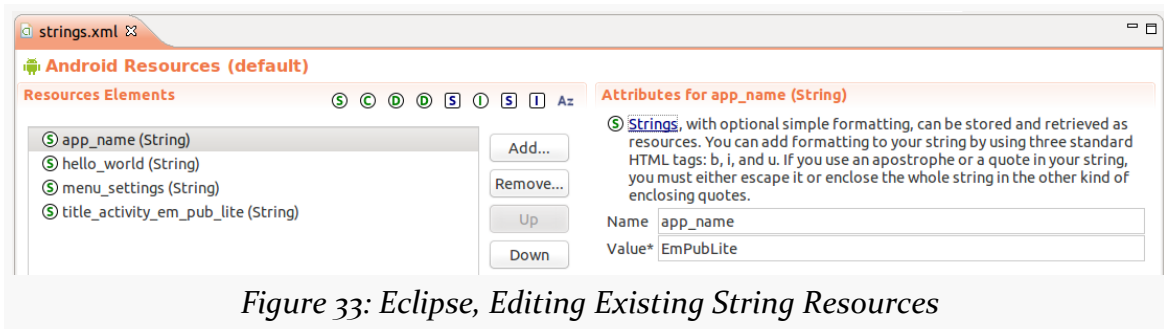 strings.xml
Android Resources (default)
Resources Elements
S C D D S I S I Az
app_name (String)
hello_world (String)
menu_settings (String)
title_activity_em_pub_lite (String)
Add...
Remove...
Up
Down
Attributes for app_name (String)
Strings, with optional simple formatting, can be stored and retrieved as
resources. You can add formatting to your string by using three standard
HTML tags: b, i, and u. If you use an apostrophe or a quote in your string,
you must either escape it or enclose the whole string in the other kind of
enclosing quotes.
Name app_name
Value* EmPubLite
Figure 33: Eclipse, Editing Existing String Resources